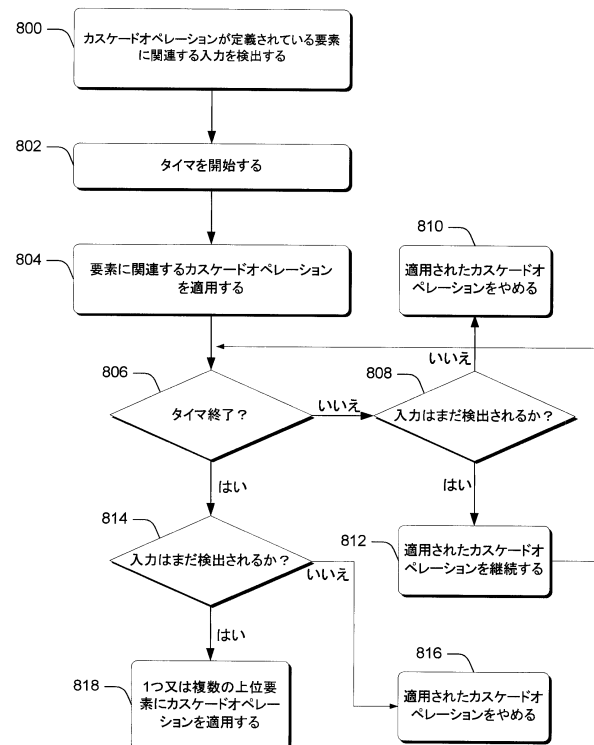 800
カスケードオペレーションが定義されている要素
に関連する入力を検出する
802
タイマを開始する
804
要素に関連するカスケードオペレーション
を適用する
810
適用されたカスケードオ
ペレーションをやめる
806
タイマ終了？
いいえ
808
入力はまだ検出されるか？
いいえ
はい
はい
812
適用されたカスケードオ
ペレーションを継続する
814
入力はまだ検出されるか？
いいえ
はい
816
適用されたカスケードオ
ペレーションをやめる
818
1つ又は複数の上位要
素にカスケードオペレー
ションを適用する